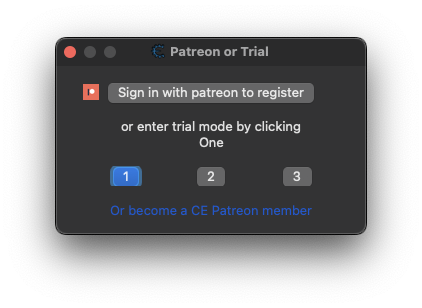 Patreon or Trial
Sign in with patreon to register
or enter trial mode by clicking
One
1 2 3
Or become a CE Patreon member